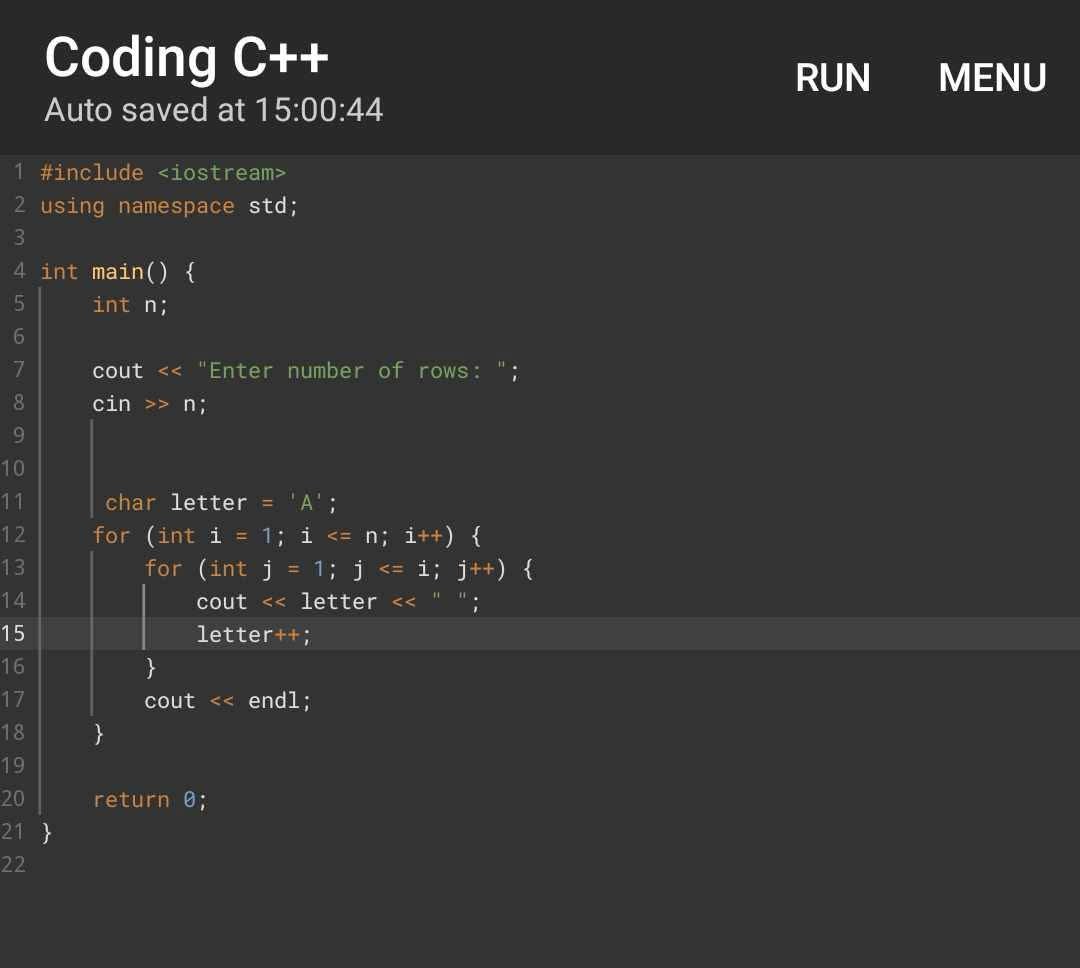 Coding C++
Auto saved at 15:00:44
RUN MENU
1 #include <iostream>
2 using namespace std;
3
4 int main() {
5     int n;
6
7     cout << "Enter number of rows: ";
8     cin >> n;
9
10
11      char letter = 'A';
12     for (int i = 1; i <= n; i++) {
13         for (int j = 1; j <= i; j++) {
14             cout << letter << " ";
15             letter++;
16         }
17         cout << endl;
18     }
19
20     return 0;
21 }
22